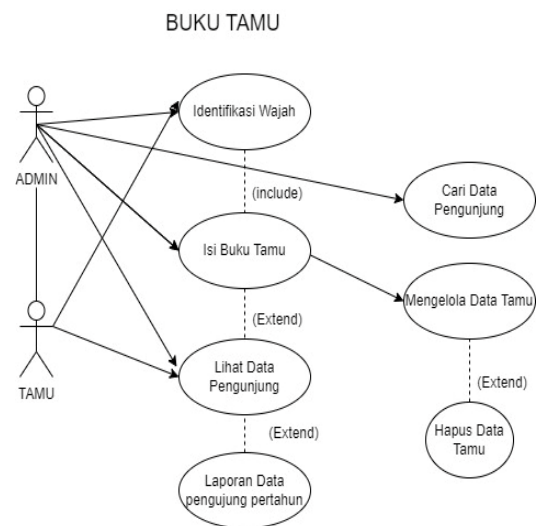 BUKU TAMU
Identifikasi Wajah
ADMIN
(include)
Cari Data
Pengunjung
Isi Buku Tamu
Mengelola Data Tamu
(Extend)
TAMU
Lihat Data
Pengunjung
(Extend)
(Extend)
Hapus Data
Tamu
Laporan Data
pengujung pertahun